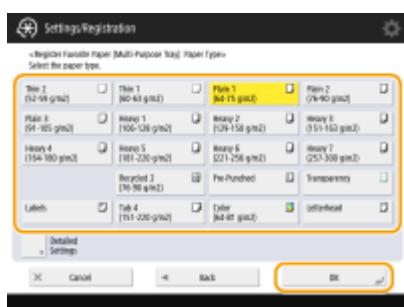 Settings/Registration
<Register Favorite Paper (Multi-Purpose Tray): Paper Type>
Select the paper type.
Thin 2
(52-59 g/m2)
Thin 1
(60-63 g/m2)
Plain 1
(64-75 g/m2)
Plain 2
(76-90 g/m2)
Plain 3
(91-105 g/m2)
Heavy 1
(106-128 g/m2)
Heavy 2
(129-150 g/m2)
Heavy 3
(151-163 g/m2)
Heavy 4
(164-180 g/m2)
Heavy 5
(181-220 g/m2)
Heavy 6
(221-256 g/m2)
Heavy 7
(257-300 g/m2)
Recycled 2
(76-90 g/m2)
Pre-Punched
Transparency
Labels
Tab 4
(151-220 g/m2)
Color
(64-81 g/m2)
Letterhead
Detailed
Settings
Cancel
Back
OK